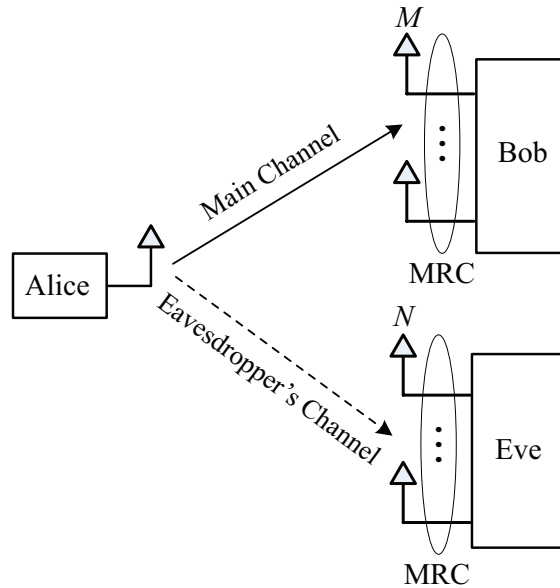 M
Bob
Main Channel
MRC
Alice
Eavesdropper's Channel
N
Eve
MRC